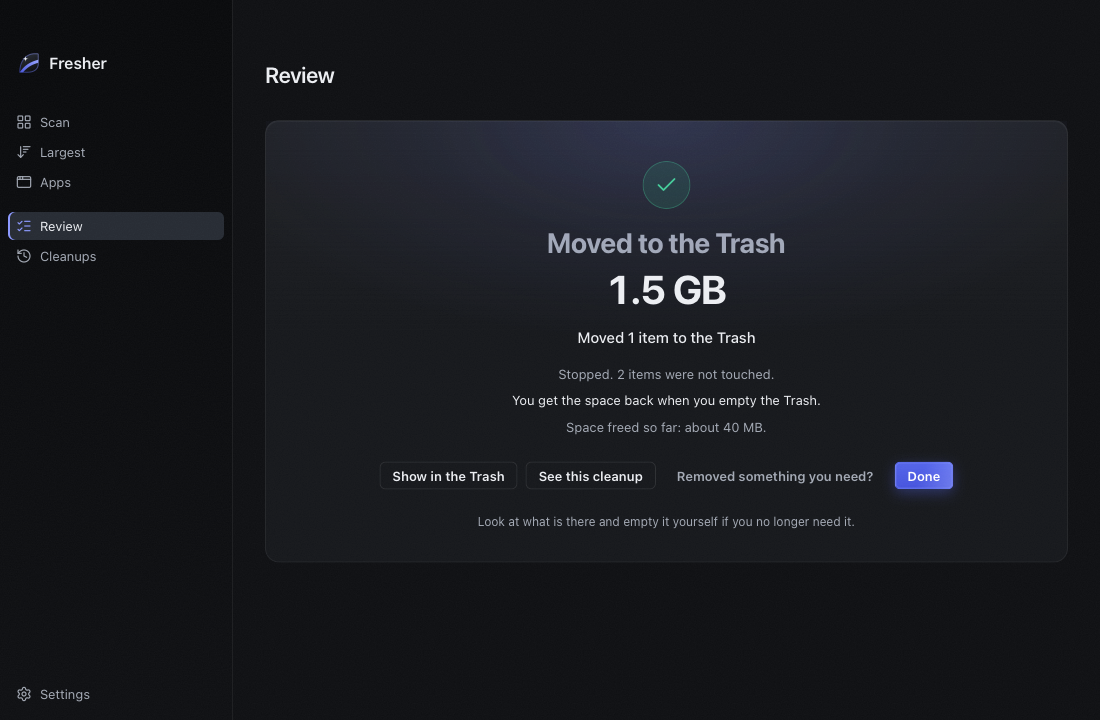 Fresher
Scan
Largest
Apps
Review
Cleanups
Settings
Review
Moved to the Trash
1.5 GB
Moved 1 item to the Trash
Stopped. 2 items were not touched.
You get the space back when you empty the Trash.
Space freed so far: about 40 MB.
Show in the Trash
See this cleanup
Removed something you need?
Done
Look at what is there and empty it yourself if you no longer need it.